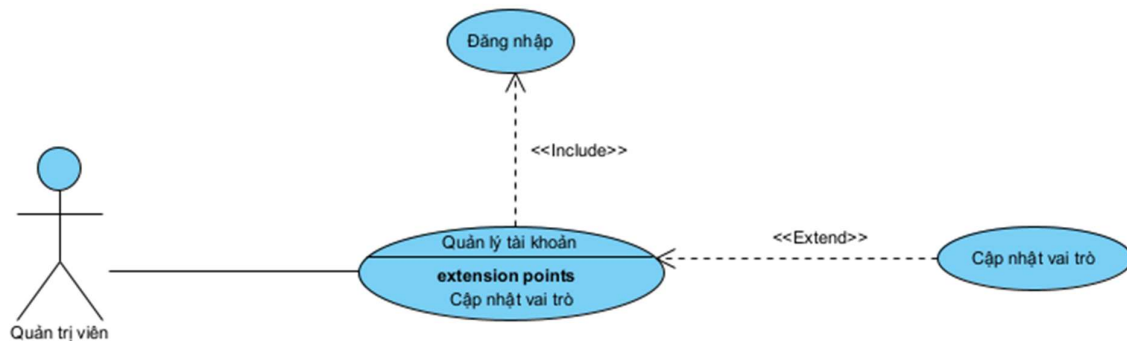 Đăng nhập
<<Include>>
Quản lý tài khoản
<<Extend>>
Cập nhật vai trò
extension points
Cập nhật vai trò
Quản trị viên